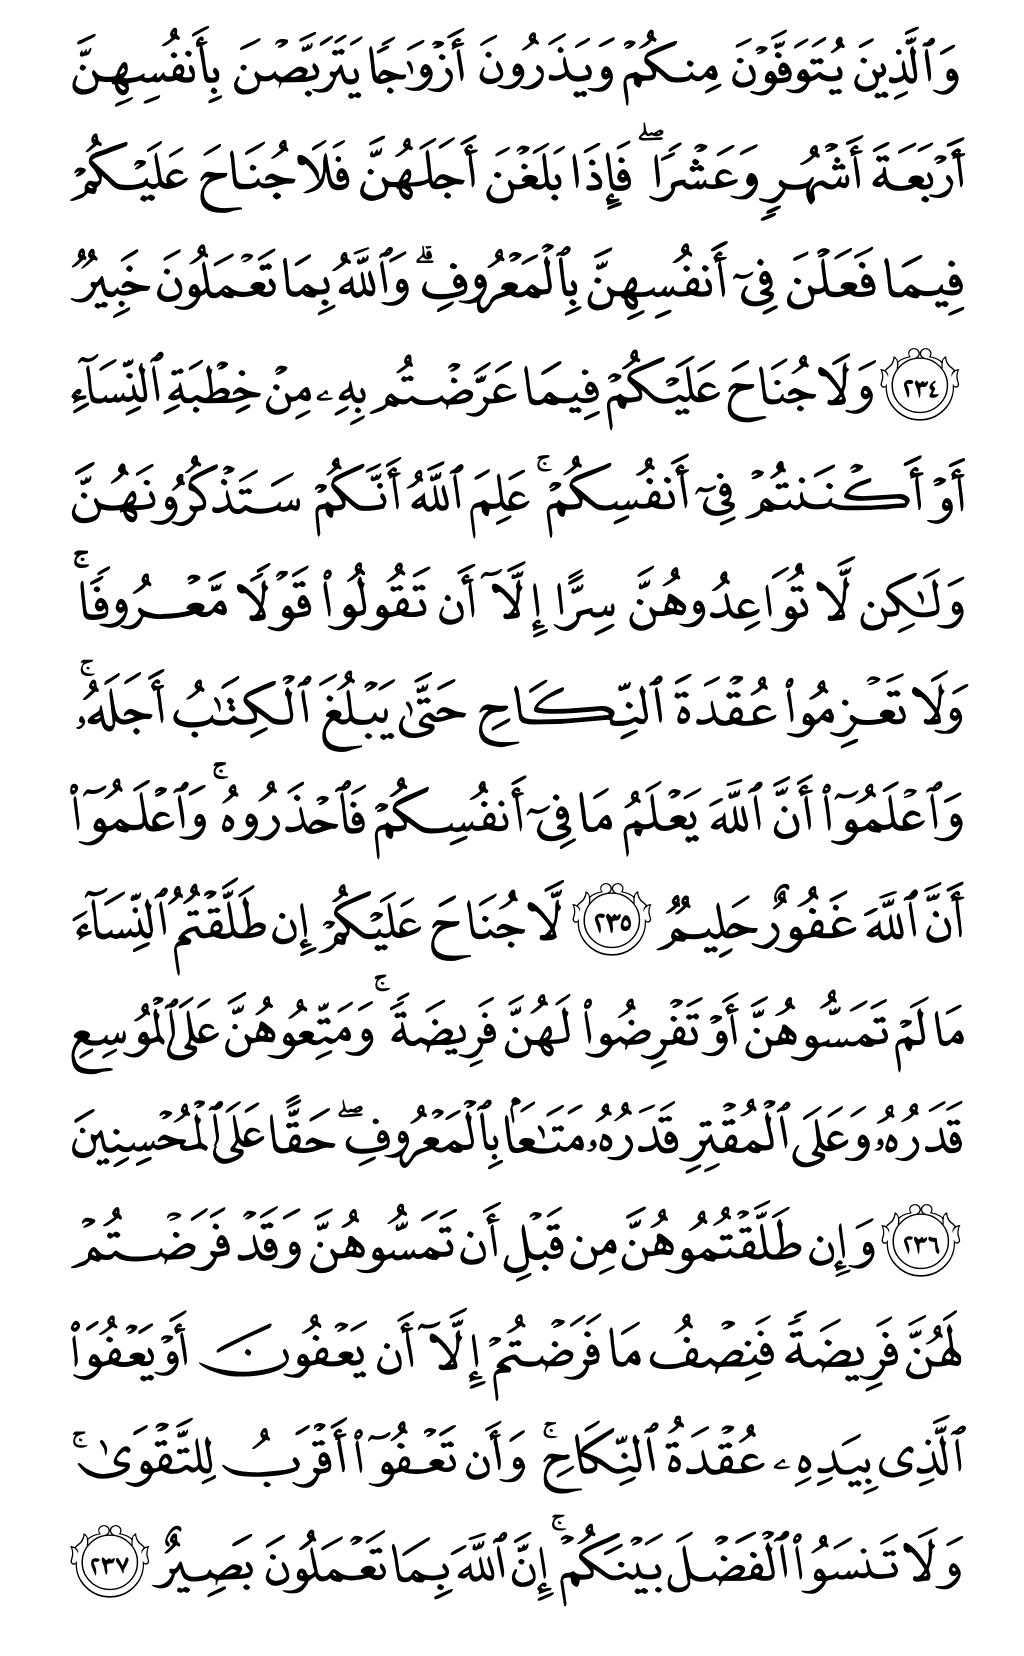 وَٱلَّذِينَ يُتَوَفَّوۡنَ مِنكُمۡ وَيَذَرُونَ أَزۡوَٰجٗا يَتَرَبَّصۡنَ بِأَنفُسِهِنَّ
أَرۡبَعَةَ أَشۡهُرٖ وَعَشۡرٗاۖ فَإِذَا بَلَغۡنَ أَجَلَهُنَّ فَلَا جُنَاحَ عَلَيۡكُمۡ
فِيمَا فَعَلۡنَ فِيٓ أَنفُسِهِنَّ بِٱلۡمَعۡرُوفِۗ وَٱللَّهُ بِمَا تَعۡمَلُونَ خَبِيرٞ
٢٣٤ وَلَا جُنَاحَ عَلَيۡكُمۡ فِيمَا عَرَّضۡتُم بِهِۦ مِنۡ خِطۡبَةِ ٱلنِّسَآءِ
أَوۡ أَكۡنَنتُمۡ فِيٓ أَنفُسِكُمۡۚ عَلِمَ ٱللَّهُ أَنَّكُمۡ سَتَذۡكُرُونَهُنَّ
وَلَٰكِن لَّا تُوَاعِدُوهُنَّ سِرًّا إِلَّآ أَن تَقُولُواْ قَوۡلٗا مَّعۡرُوفٗاۚ
وَلَا تَعۡزِمُواْ عُقۡدَةَ ٱلنِّكَاحِ حَتَّىٰ يَبۡلُغَ ٱلۡكِتَٰبُ أَجَلَهُۥۚ
وَٱعۡلَمُوٓاْ أَنَّ ٱللَّهَ يَعۡلَمُ مَا فِيٓ أَنفُسِكُمۡ فَٱحۡذَرُوهُۚ وَٱعۡلَمُوٓاْ
أَنَّ ٱللَّهَ غَفُورٌ حَلِيمٞ ٢٣٥ لَّا جُنَاحَ عَلَيۡكُمۡ إِن طَلَّقۡتُمُ ٱلنِّسَآءَ
مَا لَمۡ تَمَسُّوهُنَّ أَوۡ تَفۡرِضُواْ لَهُنَّ فَرِيضَةٗۚ وَمَتِّعُوهُنَّ عَلَى ٱلۡمُوسِعِ
قَدَرُهُۥ وَعَلَى ٱلۡمُقۡتِرِ قَدَرُهُۥ مَتَٰعَۢا بِٱلۡمَعۡرُوفِۖ حَقًّا عَلَى ٱلۡمُحۡسِنِينَ
٢٣٦ وَإِن طَلَّقۡتُمُوهُنَّ مِن قَبۡلِ أَن تَمَسُّوهُنَّ وَقَدۡ فَرَضۡتُمۡ
لَهُنَّ فَرِيضَةٗ فَنِصۡفُ مَا فَرَضۡتُمۡ إِلَّآ أَن يَعۡفُونَ أَوۡ يَعۡفُوَاْ
ٱلَّذِي بِيَدِهِۦ عُقۡدَةُ ٱلنِّكَاحِۚ وَأَن تَعۡفُوٓاْ أَقۡرَبُ لِلتَّقۡوَىٰۚ
وَلَا تَنسَوُاْ ٱلۡفَضۡلَ بَيۡنَكُمۡۚ إِنَّ ٱللَّهَ بِمَا تَعۡمَلُونَ بَصِيرٌ ٢٣٧